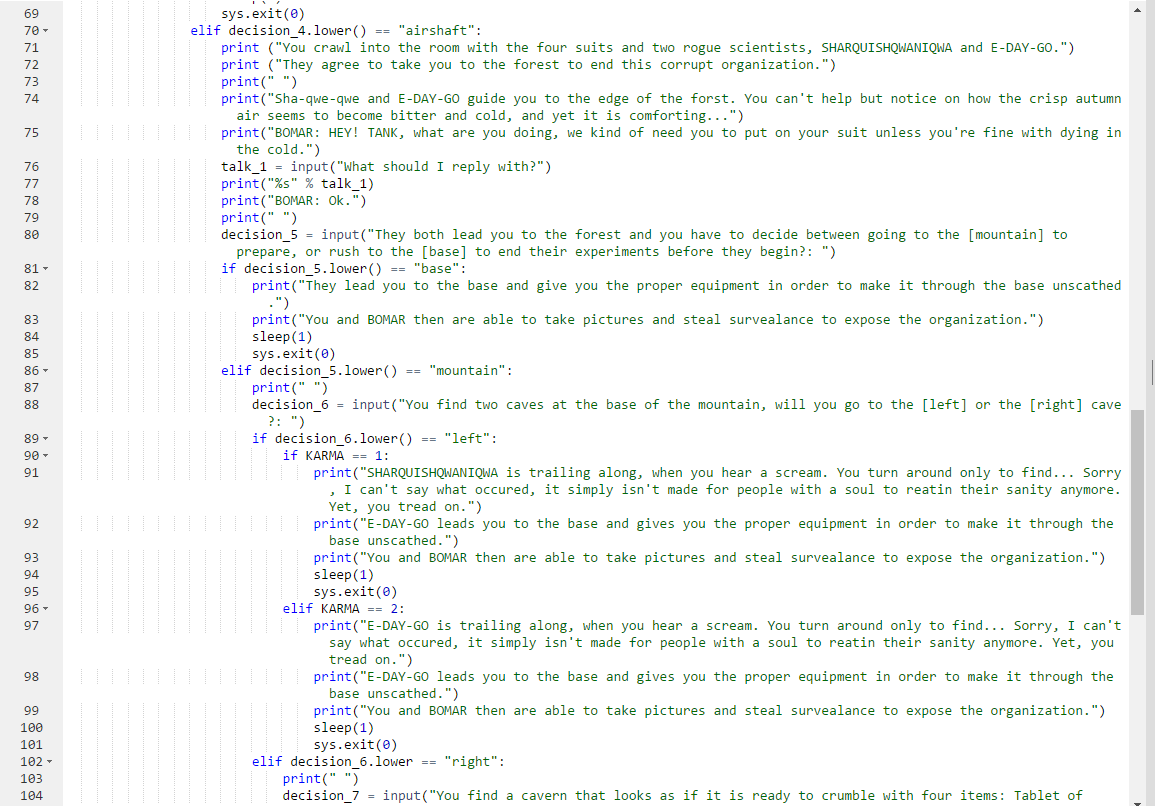 69 sys.exit(0)
70 elif decision_4.lower() == "airshaft":
71 print ("You crawl into the room with the four suits and two rogue scientists, SHARQUISHQWANIQWA and E-DAY-GO.")
72 print ("They agree to take you to the forest to end this corrupt organization.")
73 print(" ")
74 print("Sha-qwe-qwe and E-DAY-GO guide you to the edge of the forst. You can't help but notice on how the crisp autumn
air seems to become bitter and cold, and yet it is comforting...")
75 print("BOMAR: HEY! TANK, what are you doing, we kind of need you to put on your suit unless you're fine with dying in
the cold.")
76 talk_1 = input("What should I reply with?")
77 print("%s" % talk_1)
78 print("BOMAR: Ok.")
79 print(" ")
80 decision_5 = input("They both lead you to the forest and you have to decide between going to the [mountain] to
prepare, or rush to the [base] to end their experiments before they begin?: ")
81 if decision_5.lower() == "base":
82 print("They lead you to the base and give you the proper equipment in order to make it through the base unscathed
.")
83 print("You and BOMAR then are able to take pictures and steal survealance to expose the organization.")
84 sleep(1)
85 sys.exit(0)
86 elif decision_5.lower() == "mountain":
87 print(" ")
88 decision_6 = input("You find two caves at the base of the mountain, will you go to the [left] or the [right] cave
?: ")
89 if decision_6.lower() == "left":
90 if KARMA == 1:
91 print("SHARQUISHQWANIQWA is trailing along, when you hear a scream. You turn around only to find... Sorry
, I can't say what occured, it simply isn't made for people with a soul to reatin their sanity anymore.
Yet, you tread on.")
92 print("E-DAY-GO leads you to the base and gives you the proper equipment in order to make it through the
base unscathed.")
93 print("You and BOMAR then are able to take pictures and steal survealance to expose the organization.")
94 sleep(1)
95 sys.exit(0)
96 elif KARMA == 2:
97 print("E-DAY-GO is trailing along, when you hear a scream. You turn around only to find... Sorry, I can't
say what occured, it simply isn't made for people with a soul to reatin their sanity anymore. Yet, you
tread on.")
98 print("E-DAY-GO leads you to the base and gives you the proper equipment in order to make it through the
base unscathed.")
99 print("You and BOMAR then are able to take pictures and steal survealance to expose the organization.")
100 sleep(1)
101 sys.exit(0)
102 elif decision_6.lower == "right":
103 print(" ")
104 decision_7 = input("You find a cavern that looks as if it is ready to crumble with four items: Tablet of